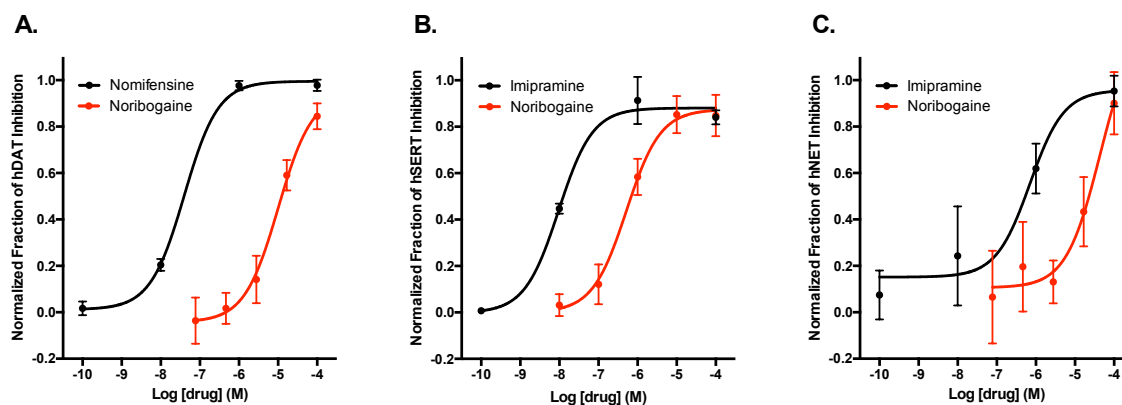 A.
Normalized Fraction of hDAT Inhibition
1.0
0.8
0.6
0.4
0.2
0.0
-0.2
Nomifensine
Noribogaine
-10 -9 -8 -7 -6 -5 -4
Log [drug] (M)
B.
Normalized Fraction of hSERT Inhibition
1.0
0.8
0.6
0.4
0.2
0.0
-0.2
Imipramine
Noribogaine
-10 -9 -8 -7 -6 -5 -4
Log [drug] (M)
C.
Normalized Fraction of hNET Inhibition
1.0
0.8
0.6
0.4
0.2
0.0
-0.2
Imipramine
Noribogaine
-10 -9 -8 -7 -6 -5 -4
Log [drug] (M)